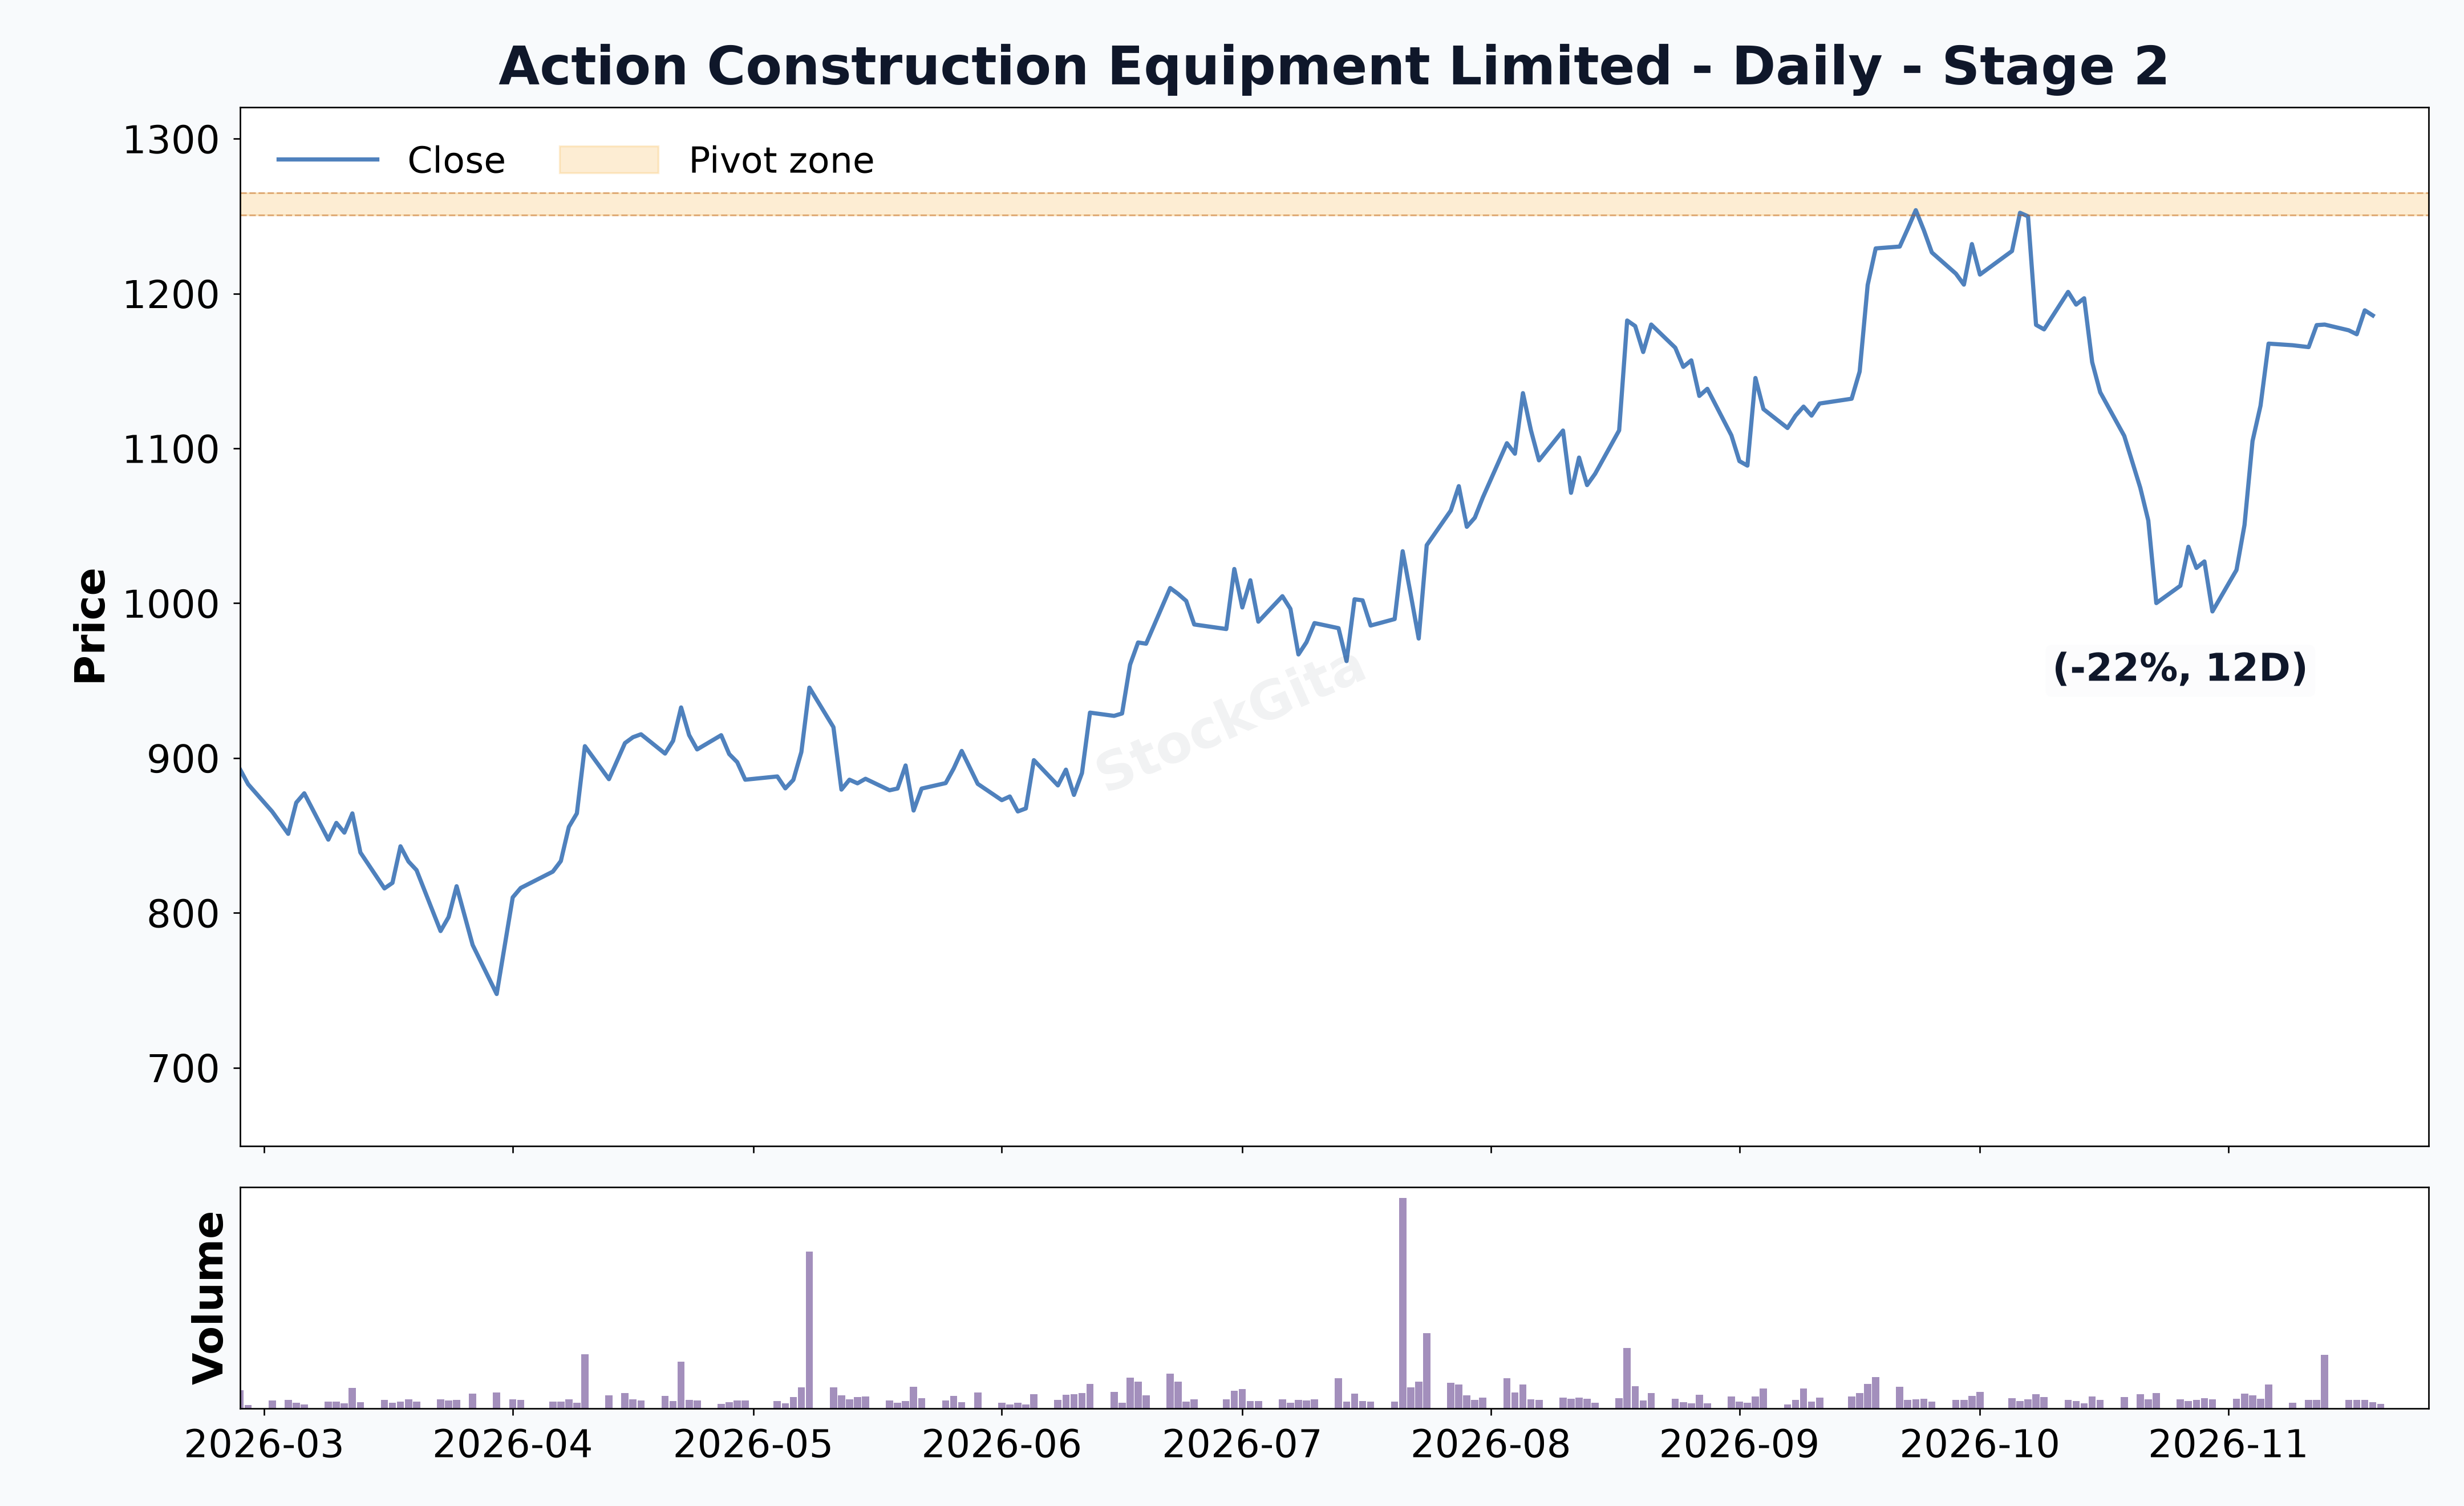 Action Construction Equipment Limited - Daily - Stage 2
Close
Pivot zone
1300
1200
1100
1000
900
800
700
Price
(-22%, 12D)
StockGita
Volume
2026-03
2026-04
2026-05
2026-06
2026-07
2026-08
2026-09
2026-10
2026-11